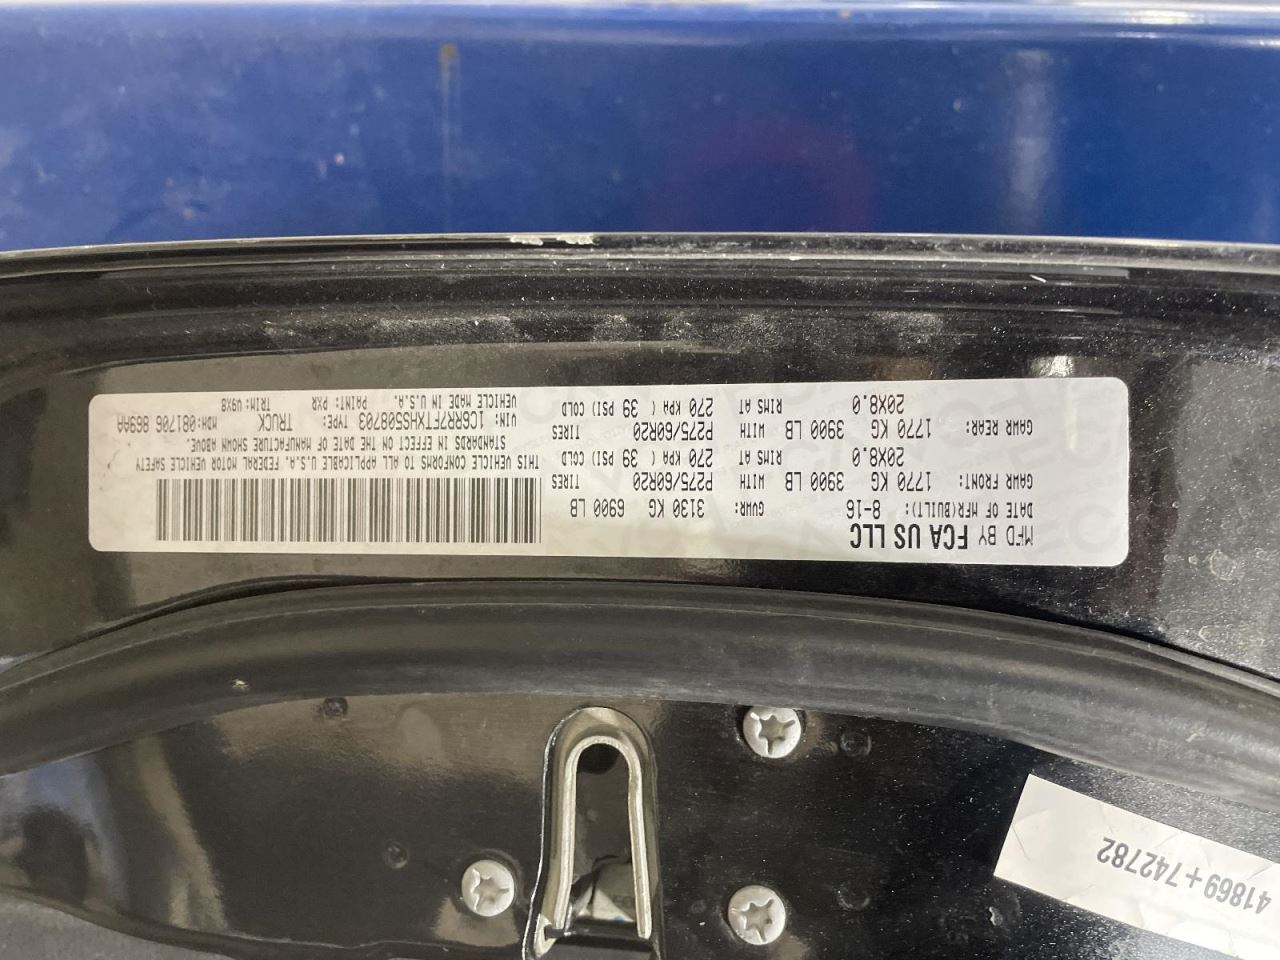 MFD BY FCA US LLC
DATE OF MFR(BUILT): 8-16 GVWR: 3130 KG 6900 LB
GAWR FRONT: 1770 KG 3900 LB WITH P275/60R20 TIRES
20X8.0 RIMS AT 270 KPA ( 39 PSI) COLD
GAWR REAR: 1770 KG 3900 LB WITH P275/60R20 TIRES
20X8.0 RIMS AT 270 KPA ( 39 PSI) COLD
THIS VEHICLE CONFORMS TO ALL APPLICABLE U.S.A. FEDERAL MOTOR VEHICLE SAFETY
STANDARDS IN EFFECT ON THE DATE OF MANUFACTURE SHOWN ABOVE.
VIN: 1C6RR7FTXHS508703 TYPE: TRUCK MDH:081706 869AA
VEHICLE MADE IN U.S.A. PAINT: PXR TRIM: V9X8
41869+742782